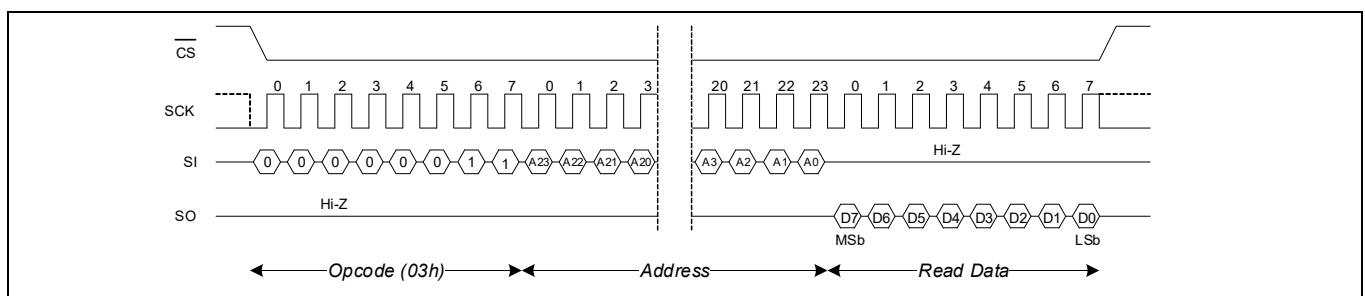 CS
0 1 2 3 4 5 6 7 0 1 2 3 20 21 22 23 0 1 2 3 4 5 6 7
SCK
Hi-Z
SI 0 0 0 0 0 0 1 1 A23 A22 A21 A20 A3 A2 A1 A0
Hi-Z
SO D7 D6 D5 D4 D3 D2 D1 D0
MSb LSb
Opcode (03h) Address Read Data